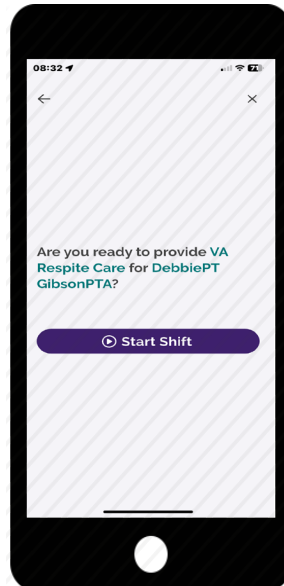 08:32
71
Are you ready to provide VA
Respite Care for DebbiePT
GibsonPTA?
Start Shift